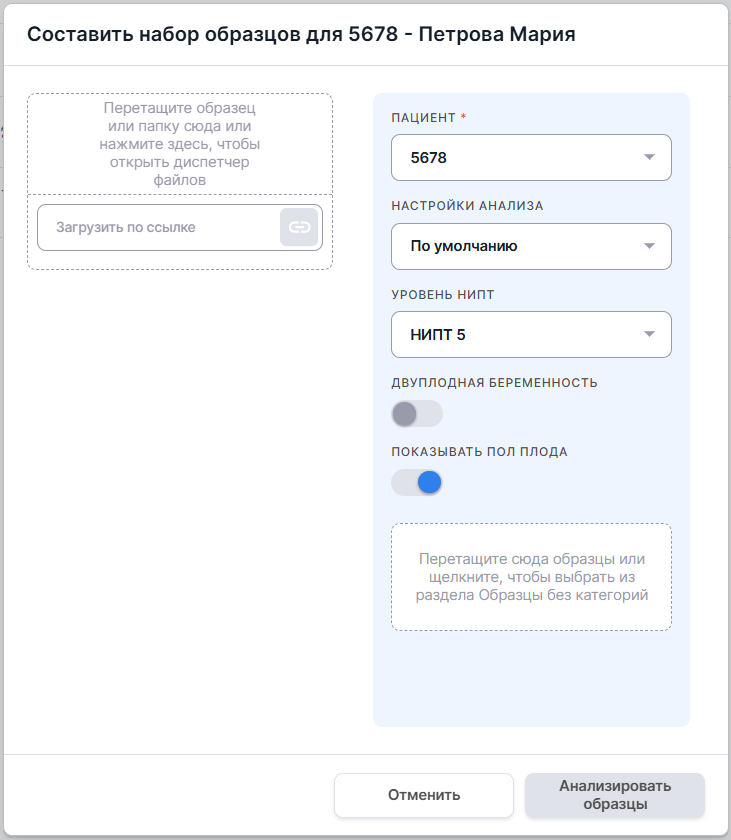 Составить набор образцов для 5678 - Петрова Мария
Перетащите образец
или папку сюда или
нажмите здесь, чтобы
открыть диспетчер
файлов
Загрузить по ссылке
ПАЦИЕНТ *
5678
НАСТРОЙКИ АНАЛИЗА
По умолчанию
УРОВЕНЬ НИПТ
НИПТ 5
ДВУПЛОДНАЯ БЕРЕМЕННОСТЬ
ПОКАЗЫВАТЬ ПОЛ ПЛОДА
Перетащите сюда образцы или
щелкните, чтобы выбрать из
раздела Образцы без категорий
Отменить
Анализировать
образцы